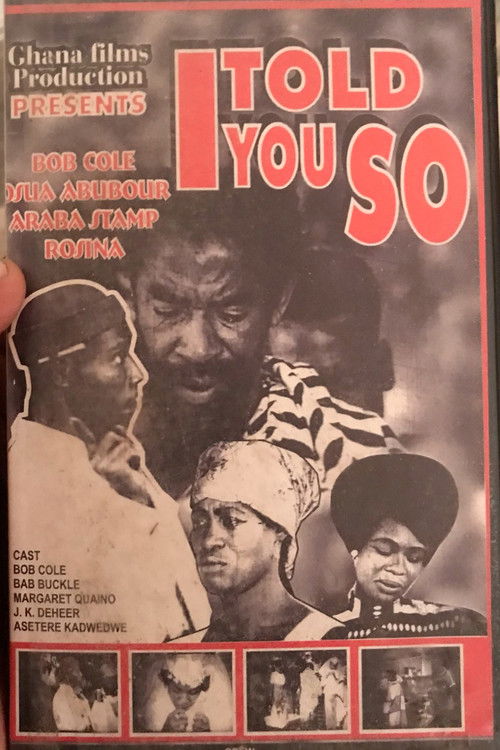 Ghana films
Production
PRESENTS
I TOLD
YOU SO
BOB COLE
OSUA ABUBOUR
ARABA STAMP
ROSINA
CAST
BOB COLE
BAB BUCKLE
MARGARET QUAINO
J. K. DEHEER
ASETERE KADWEDWE